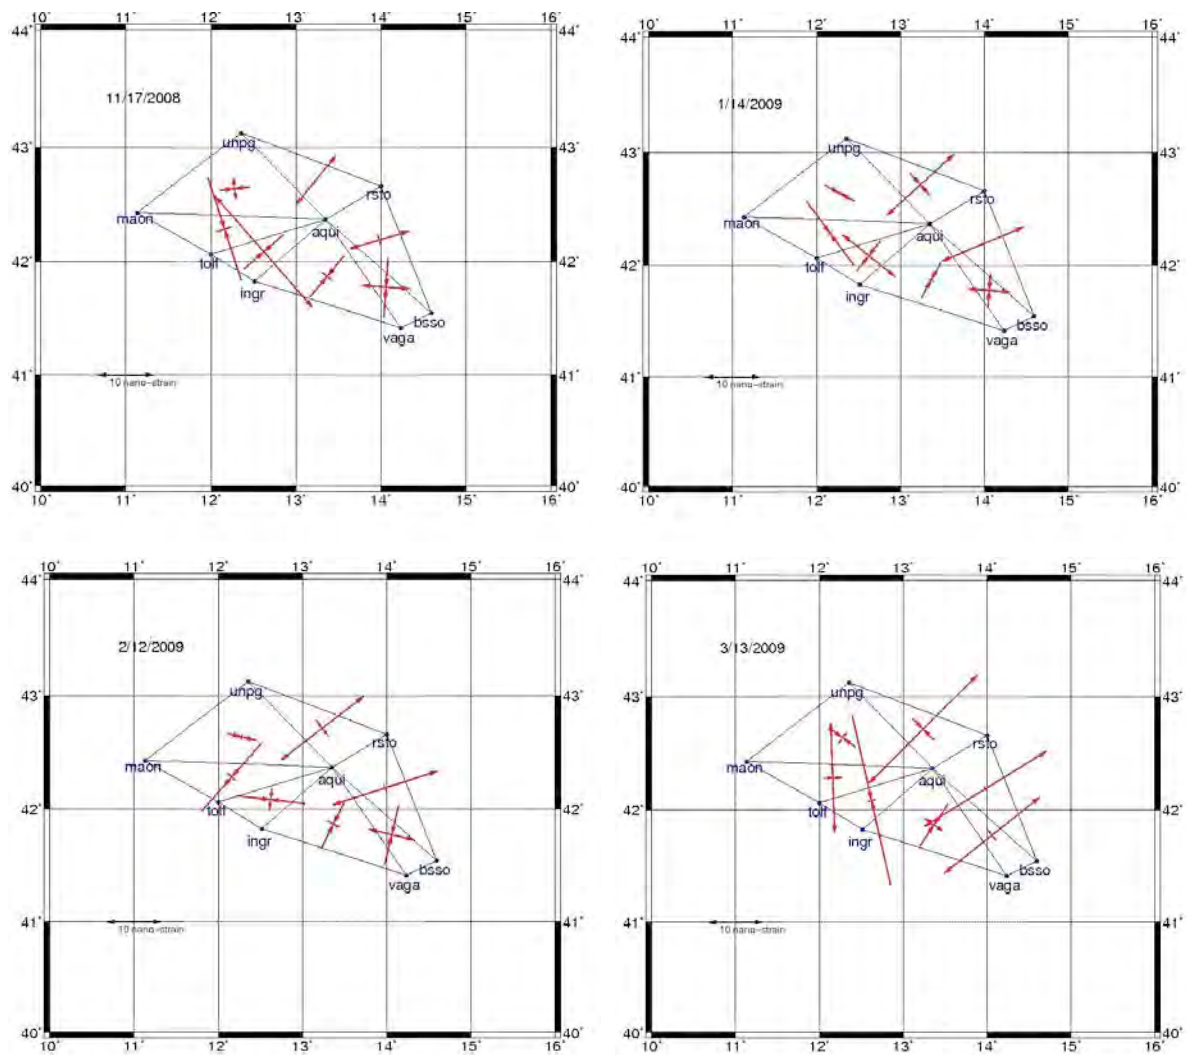 10˚ 11˚ 12˚ 13˚ 14˚ 15˚ 16˚
44˚ 44˚
11/17/2008
43˚ 43˚
unpg
rsto
maon
aqui
42˚ 42˚
tolf
ingr
bsso
vaga
41˚ 41˚
10 nano-strain
40˚ 40˚
10˚ 11˚ 12˚ 13˚ 14˚ 15˚ 16˚
10˚ 11˚ 12˚ 13˚ 14˚ 15˚ 16˚
44˚ 44˚
1/14/2009
43˚ 43˚
unpg
rsto
maon
aqui
42˚ 42˚
tolf
ingr
bsso
vaga
41˚ 41˚
10 nano-strain
40˚ 40˚
10˚ 11˚ 12˚ 13˚ 14˚ 15˚ 16˚
10˚ 11˚ 12˚ 13˚ 14˚ 15˚ 16˚
44˚ 44˚
2/12/2009
43˚ 43˚
unpg
rsto
maon
aqui
42˚ 42˚
tolf
ingr
bsso
vaga
41˚ 41˚
10 nano-strain
40˚ 40˚
10˚ 11˚ 12˚ 13˚ 14˚ 15˚ 16˚
10˚ 11˚ 12˚ 13˚ 14˚ 15˚ 16˚
44˚ 44˚
3/13/2009
43˚ 43˚
unpg
rsto
maon
aqui
42˚ 42˚
tolf
ingr
bsso
vaga
41˚ 41˚
10 nano-strain
40˚ 40˚
10˚ 11˚ 12˚ 13˚ 14˚ 15˚ 16˚